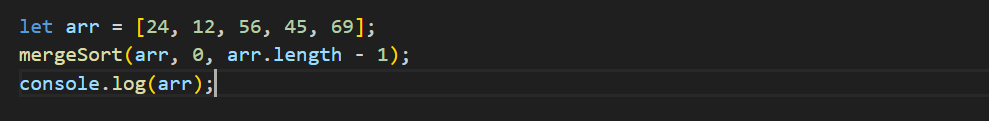 let arr = [24, 12, 56, 45, 69];
mergeSort(arr, 0, arr.length - 1);
console.log(arr);